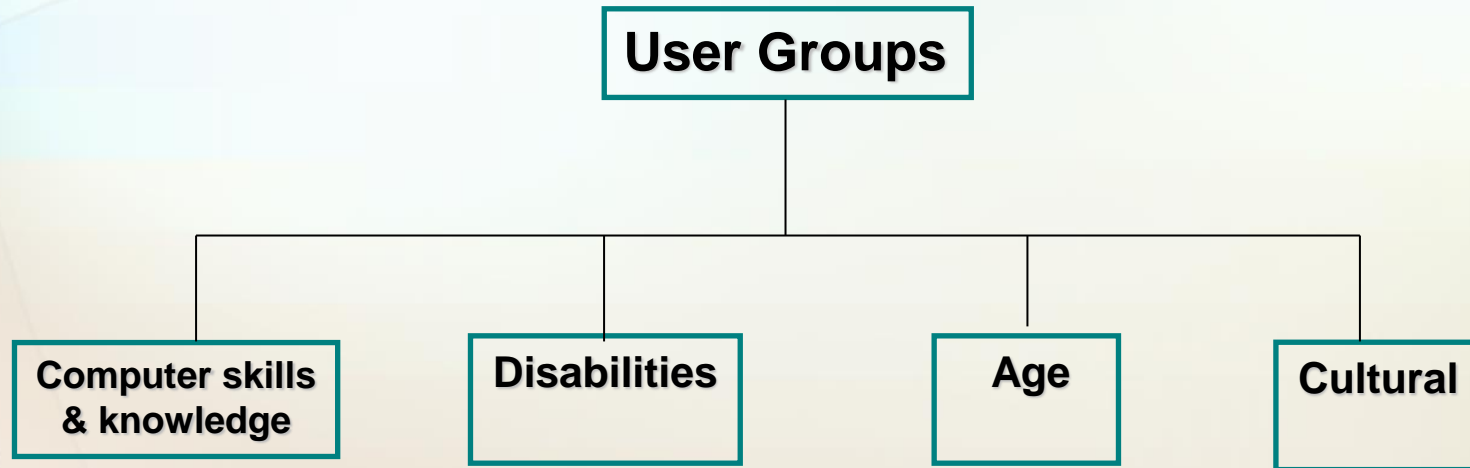 User Groups
Computer skills
& knowledge
Disabilities
Age
Cultural